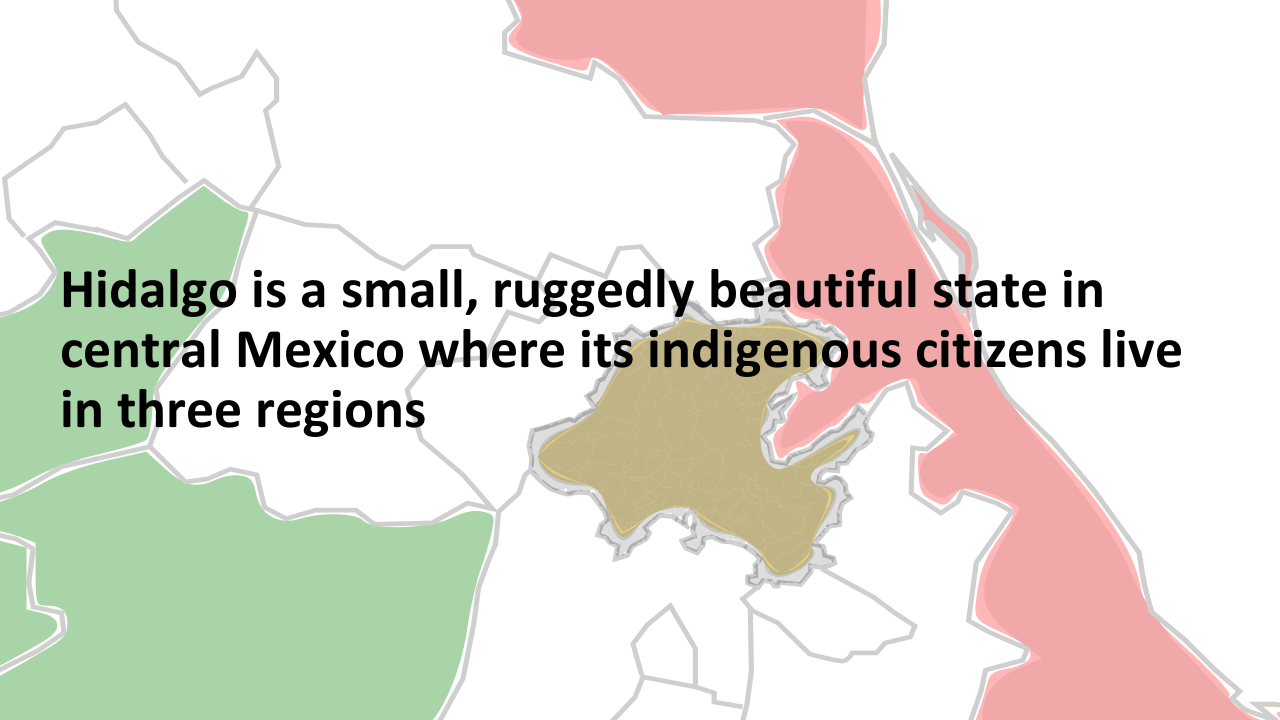 Hidalgo is a small, ruggedly beautiful state in
central Mexico where its indigenous citizens live
in three regions